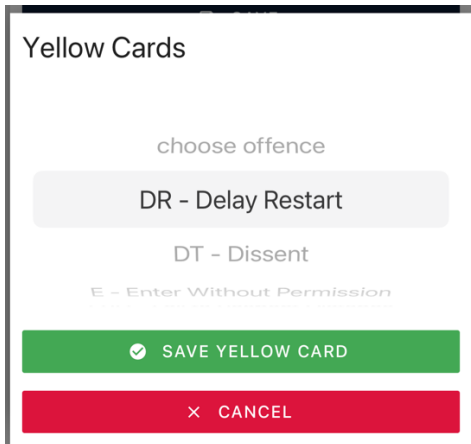 Yellow Cards
choose offence
DR - Delay Restart
DT - Dissent
E - Enter Without Permission
SAVE YELLOW CARD
CANCEL